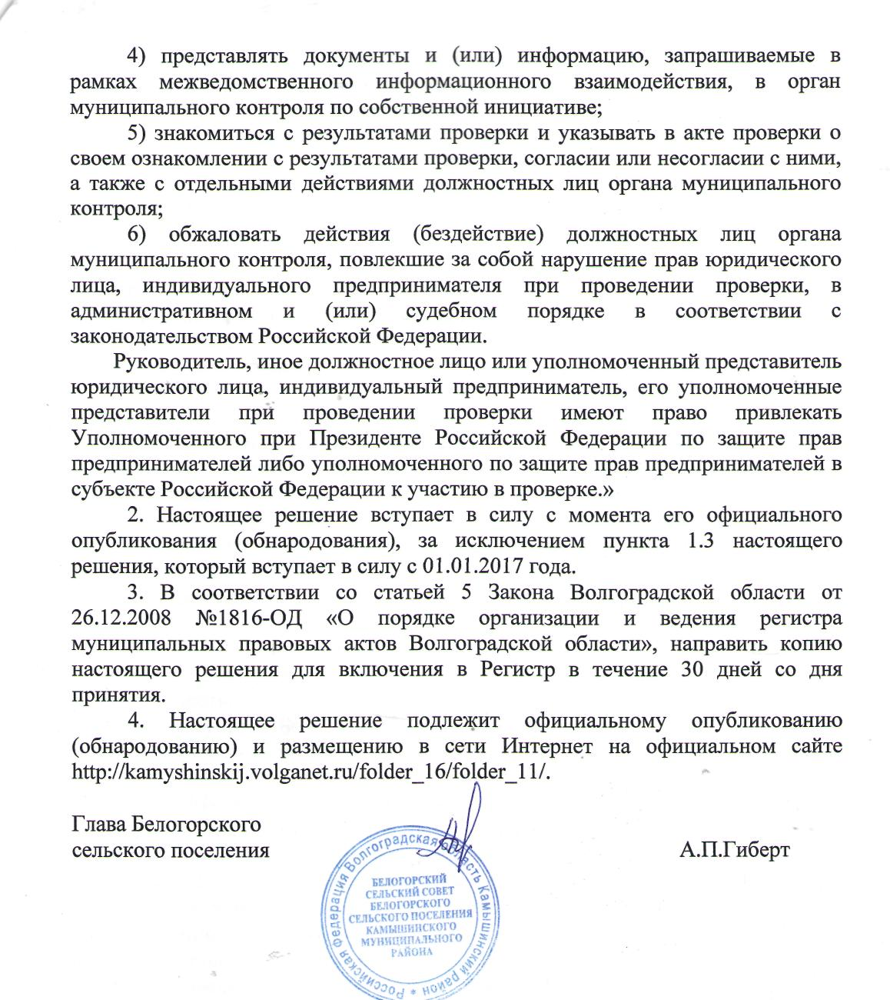 4) представлять документы и (или) информацию, запрашиваемые в
рамках межведомственного информационного взаимодействия, в орган
муниципального контроля по собственной инициативе;
5) знакомиться с результатами проверки и указывать в акте проверки о
своем ознакомлении с результатами проверки, согласии или несогласии с ними,
а также с отдельными действиями должностных лиц органа муниципального
контроля;
6) обжаловать действия (бездействие) должностных лиц органа
муниципального контроля, повлекшие за собой нарушение прав юридического
лица, индивидуального предпринимателя при проведении проверки, в
административном и (или) судебном порядке в соответствии с
законодательством Российской Федерации.
Руководитель, иное должностное лицо или уполномоченный представитель
юридического лица, индивидуальный предприниматель, его уполномоченные
представители при проведении проверки имеют право привлекать
Уполномоченного при Президенте Российской Федерации по защите прав
предпринимателей либо уполномоченного по защите прав предпринимателей в
субъекте Российской Федерации к участию в проверке.»
2. Настоящее решение вступает в силу с момента его официального
опубликования (обнародования), за исключением пункта 1.3 настоящего
решения, который вступает в силу с 01.01.2017 года.
3. В соответствии со статьей 5 Закона Волгоградской области от
26.12.2008 №1816-ОД «О порядке организации и ведения регистра
муниципальных правовых актов Волгоградской области», направить копию
настоящего решения для включения в Регистр в течение 30 дней со дня
принятия.
4. Настоящее решение подлежит официальному опубликованию
(обнародованию) и размещению в сети Интернет на официальном сайте
http://kamyshinskij.volganet.ru/folder_16/folder_11/.
Глава Белогорского
сельского поселения А.П.Гиберт
Российская Федерация Волгоградская область Камышинский район *
БЕЛОГОРСКИЙ
СЕЛЬСКИЙ СОВЕТ
БЕЛОГОРСКОГО
СЕЛЬСКОГО ПОСЕЛЕНИЯ
КАМЫШИНСКОГО
МУНИЦИПАЛЬНОГО
РАЙОНА